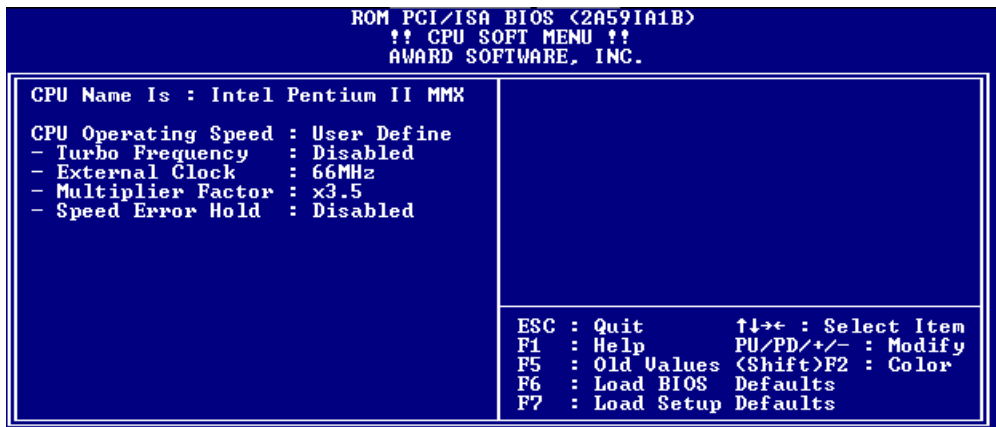 ROM PCI/ISA BIOS (2A59IA1B)
!! CPU SOFT MENU !!
AWARD SOFTWARE, INC.
CPU Name Is : Intel Pentium II MMX
CPU Operating Speed : User Define
- Turbo Frequency : Disabled
- External Clock : 66MHz
- Multiplier Factor : x3.5
- Speed Error Hold : Disabled
ESC : Quit ↑↓→← : Select Item
F1 : Help PU/PD/+/- : Modify
F5 : Old Values (Shift)F2 : Color
F6 : Load BIOS Defaults
F7 : Load Setup Defaults